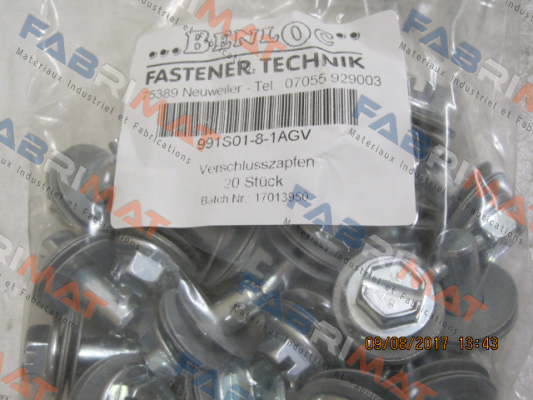 ...BENLOC...
FASTENER TECHNIK
75389 Neuweiler - Tel. 07055 929003
991S01-8-1AGV
Verschlusszapfen
20 Stück
Batch Nr. 17013950
FABRIMAT
Materiaux Industriel et Fabrications
09/08/2017 13:43